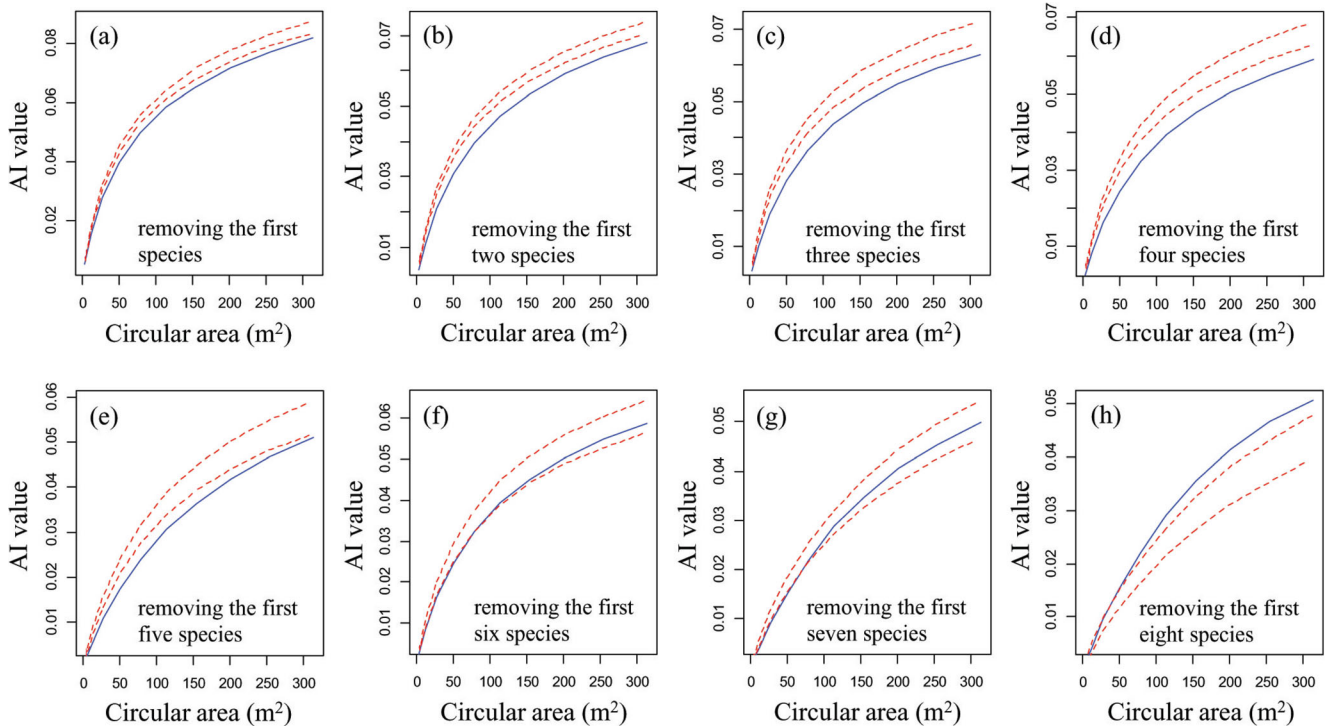 (a)
AI value
0.02 0.04 0.06 0.08
removing the first
species
0 50 100 150 200 250 300
Circular area (m²)
(b)
AI value
0.01 0.03 0.05 0.07
removing the first
two species
0 50 100 150 200 250 300
Circular area (m²)
(c)
AI value
0.01 0.03 0.05 0.07
removing the first
three species
0 50 100 150 200 250 300
Circular area (m²)
(d)
AI value
0.01 0.03 0.05 0.07
removing the first
four species
0 50 100 150 200 250 300
Circular area (m²)
(e)
AI value
0.01 0.02 0.03 0.04 0.05 0.06
removing the first
five species
0 50 100 150 200 250 300
Circular area (m²)
(f)
AI value
0.01 0.02 0.03 0.04 0.05 0.06
removing the first
six species
0 50 100 150 200 250 300
Circular area (m²)
(g)
AI value
0.01 0.02 0.03 0.04 0.05
removing the first
seven species
0 50 100 150 200 250 300
Circular area (m²)
(h)
AI value
0.01 0.02 0.03 0.04 0.05
removing the first
eight species
0 50 100 150 200 250 300
Circular area (m²)